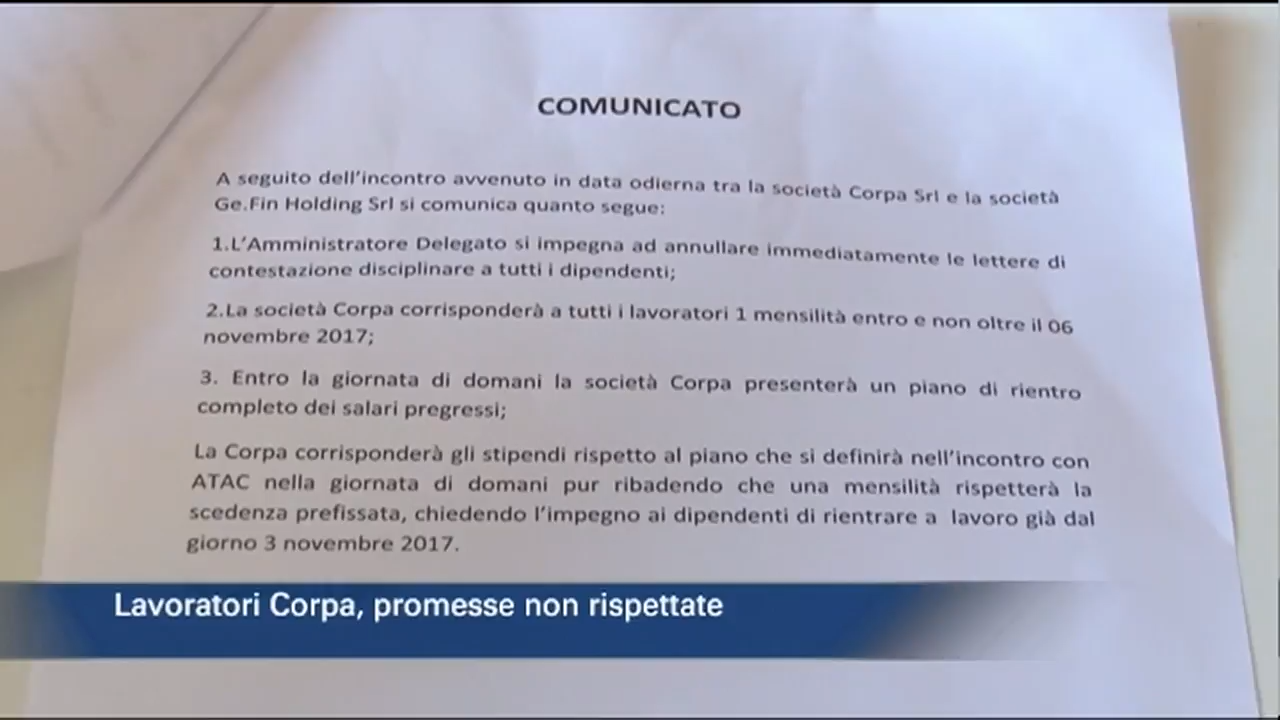 COMUNICATO
A seguito dell'incontro avvenuto in data odierna tra la società Corpa Srl e la società
Ge.Fin Holding Srl si comunica quanto segue:
1.L'Amministratore Delegato si impegna ad annullare immediatamente le lettere di
contestazione disciplinare a tutti i dipendenti;
2.La società Corpa corrisponderà a tutti i lavoratori 1 mensilità entro e non oltre il 06
novembre 2017;
3. Entro la giornata di domani la società Corpa presenterà un piano di rientro
completo dei salari pregressi;
La Corpa corrisponderà gli stipendi rispetto al piano che si definirà nell'incontro con
ATAC nella giornata di domani pur ribadendo che una mensilità rispetterà la
scedenza prefissata, chiedendo l'impegno ai dipendenti di rientrare a lavoro già dal
giorno 3 novembre 2017.
Lavoratori Corpa, promesse non rispettate